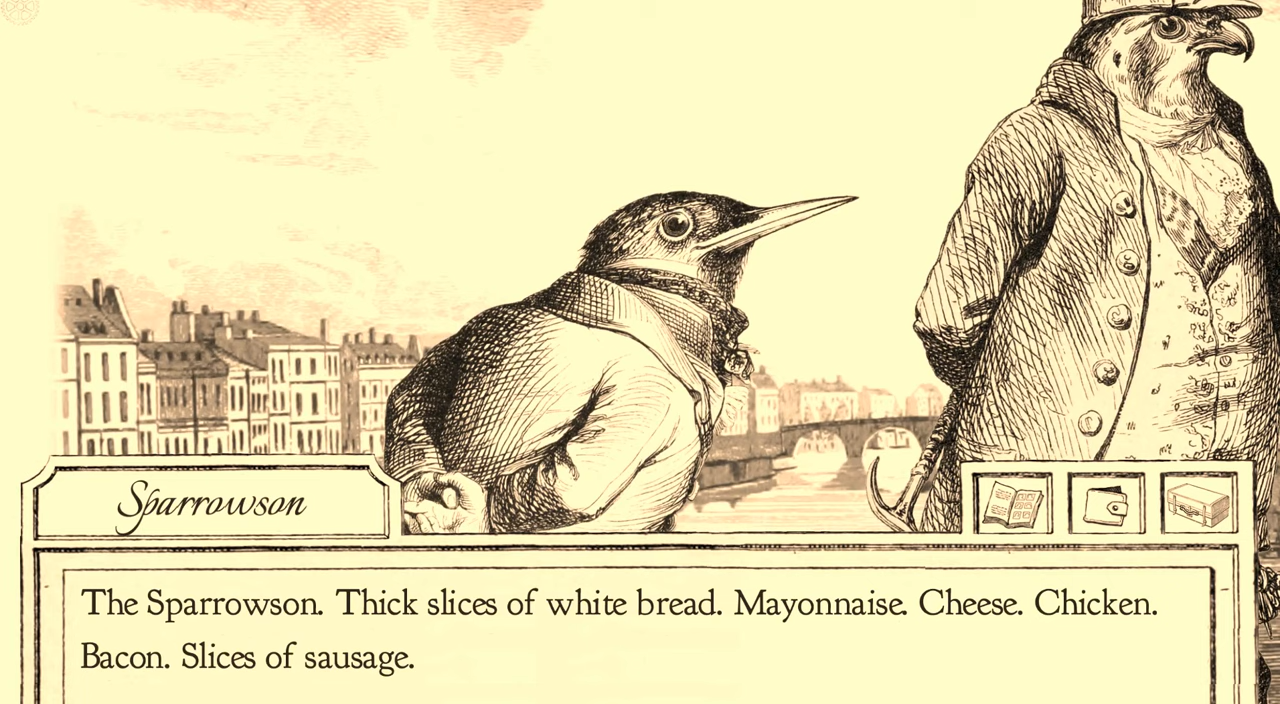 Sparrowson
The Sparrowson. Thick slices of white bread. Mayonnaise. Cheese. Chicken.
Bacon. Slices of sausage.